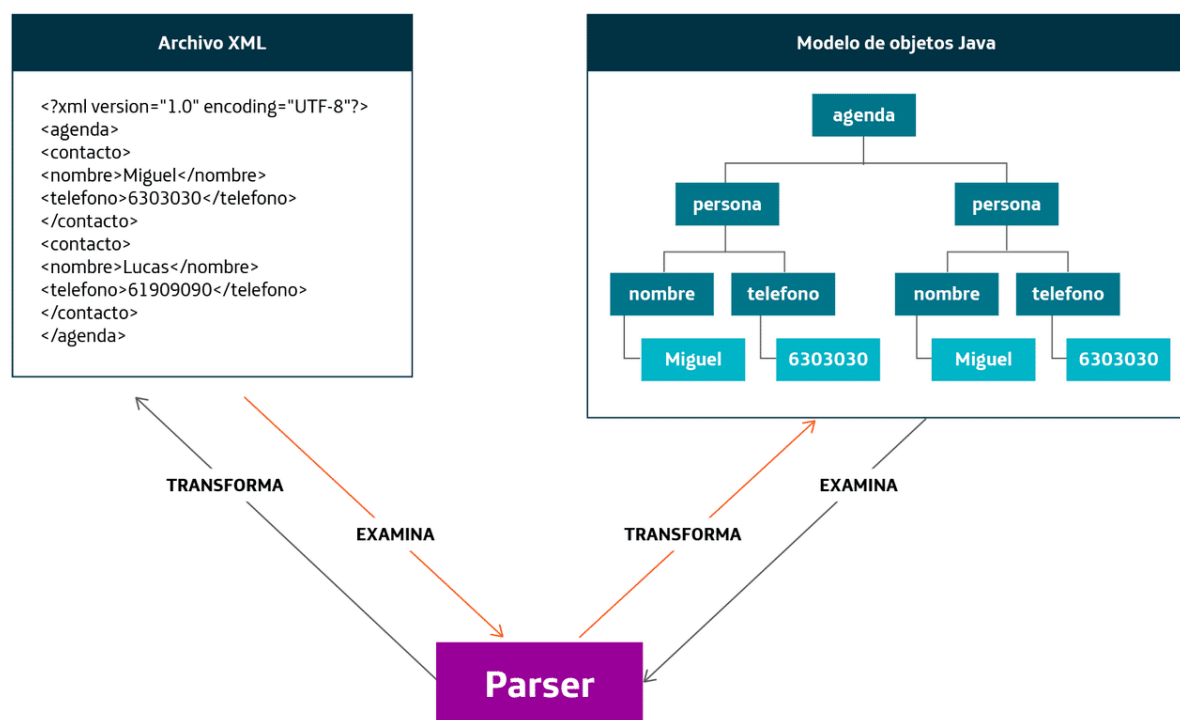 Archivo XML
<?xml version="1.0" encoding="UTF-8"?>
<agenda>
<contacto>
<nombre>Miguel</nombre>
<telefono>6303030</telefono>
</contacto>
<contacto>
<nombre>Lucas</nombre>
<telefono>61909090</telefono>
</contacto>
</agenda>
Modelo de objetos Java
agenda
persona persona
nombre telefono nombre telefono
Miguel 6303030 Miguel 6303030
TRANSFORMA EXAMINA
EXAMINA TRANSFORMA
Parser